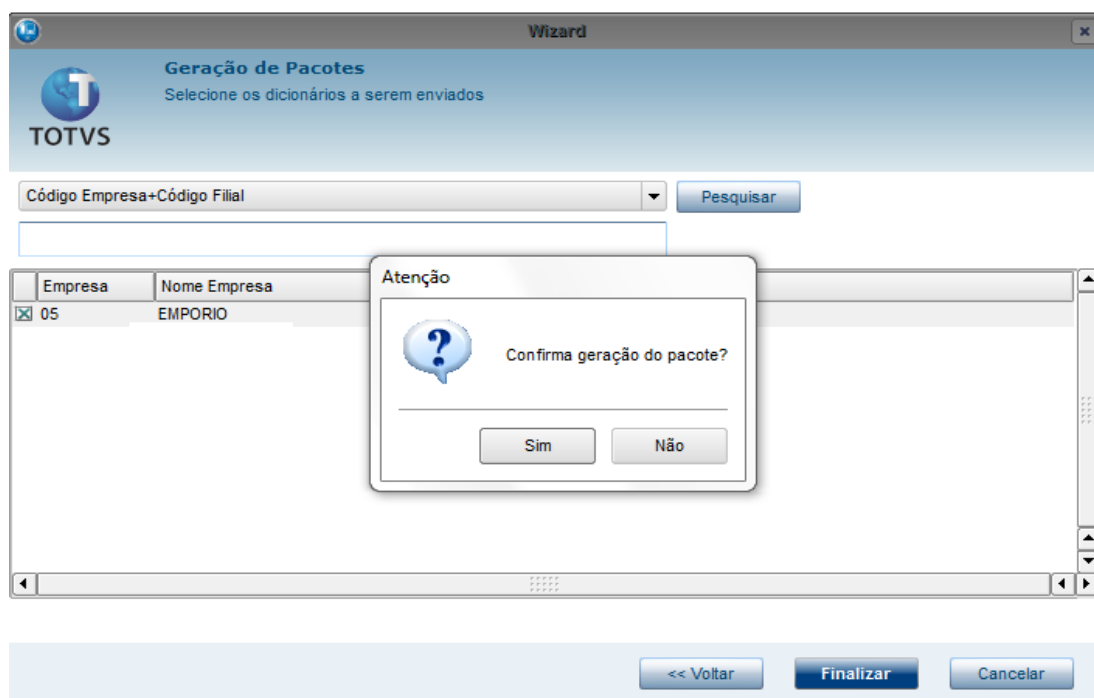 Wizard
Geração de Pacotes
Selecione os dicionários a serem enviados
TOTVS
Código Empresa+Código Filial
Pesquisar
Empresa Nome Empresa
05 EMPORIO
Atenção
Confirma geração do pacote?
Sim Não
<< Voltar Finalizar Cancelar